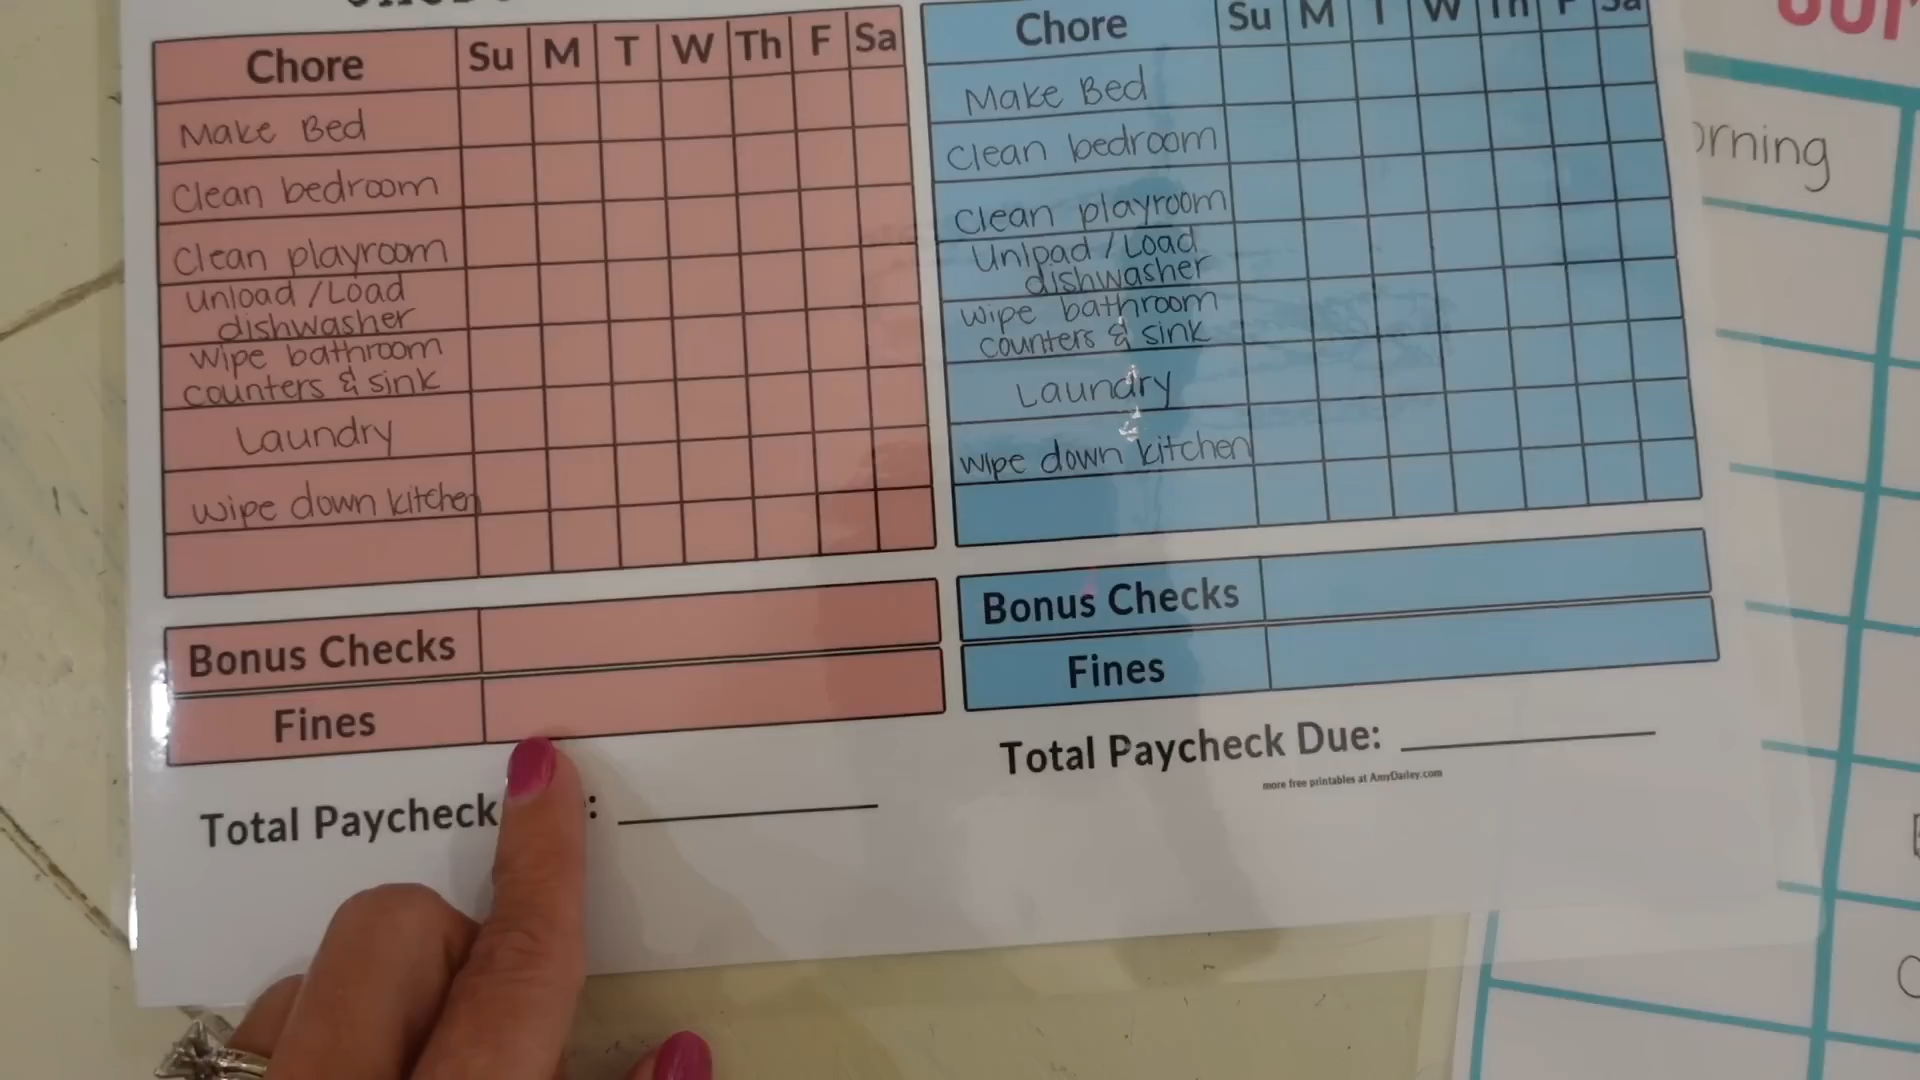 Chore Su M T W Th F Sa
Make Bed
Clean bedroom
Clean playroom
Unload / Load
dishwasher
Wipe bathroom
counters & sink
Laundry
Wipe down kitchen
Bonus Checks
Fines
Total Paycheck :
Chore Su M T W Th F Sa
Make Bed
Clean bedroom
Clean playroom
Unload / Load
dishwasher
Wipe bathroom
counters & sink
Laundry
Wipe down kitchen
Bonus Checks
Fines
Total Paycheck Due:
more free printables at AmyDarley.com
orning